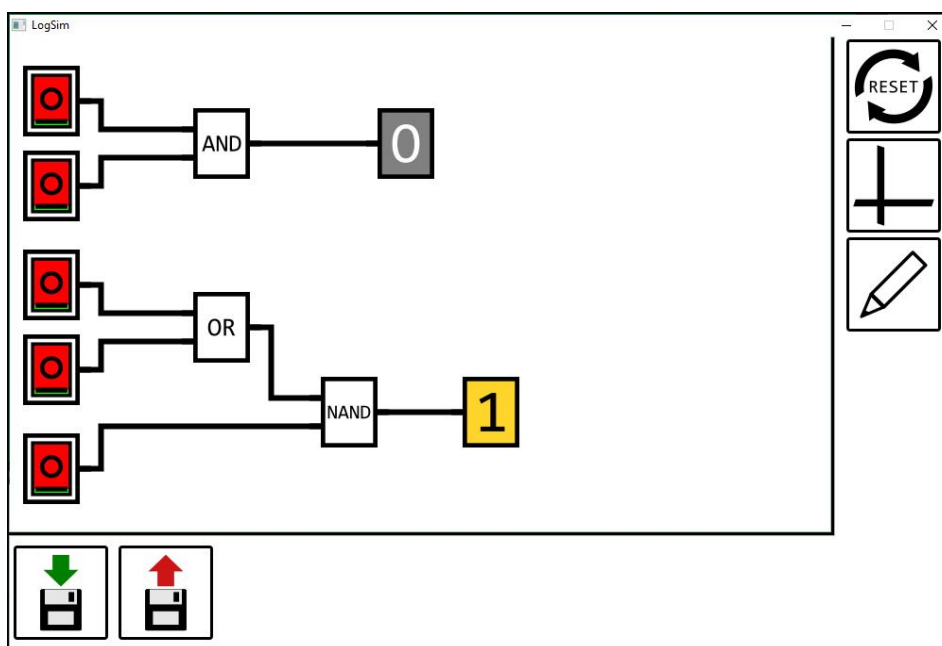 LogSim
RESET
AND
0
OR
NAND
1